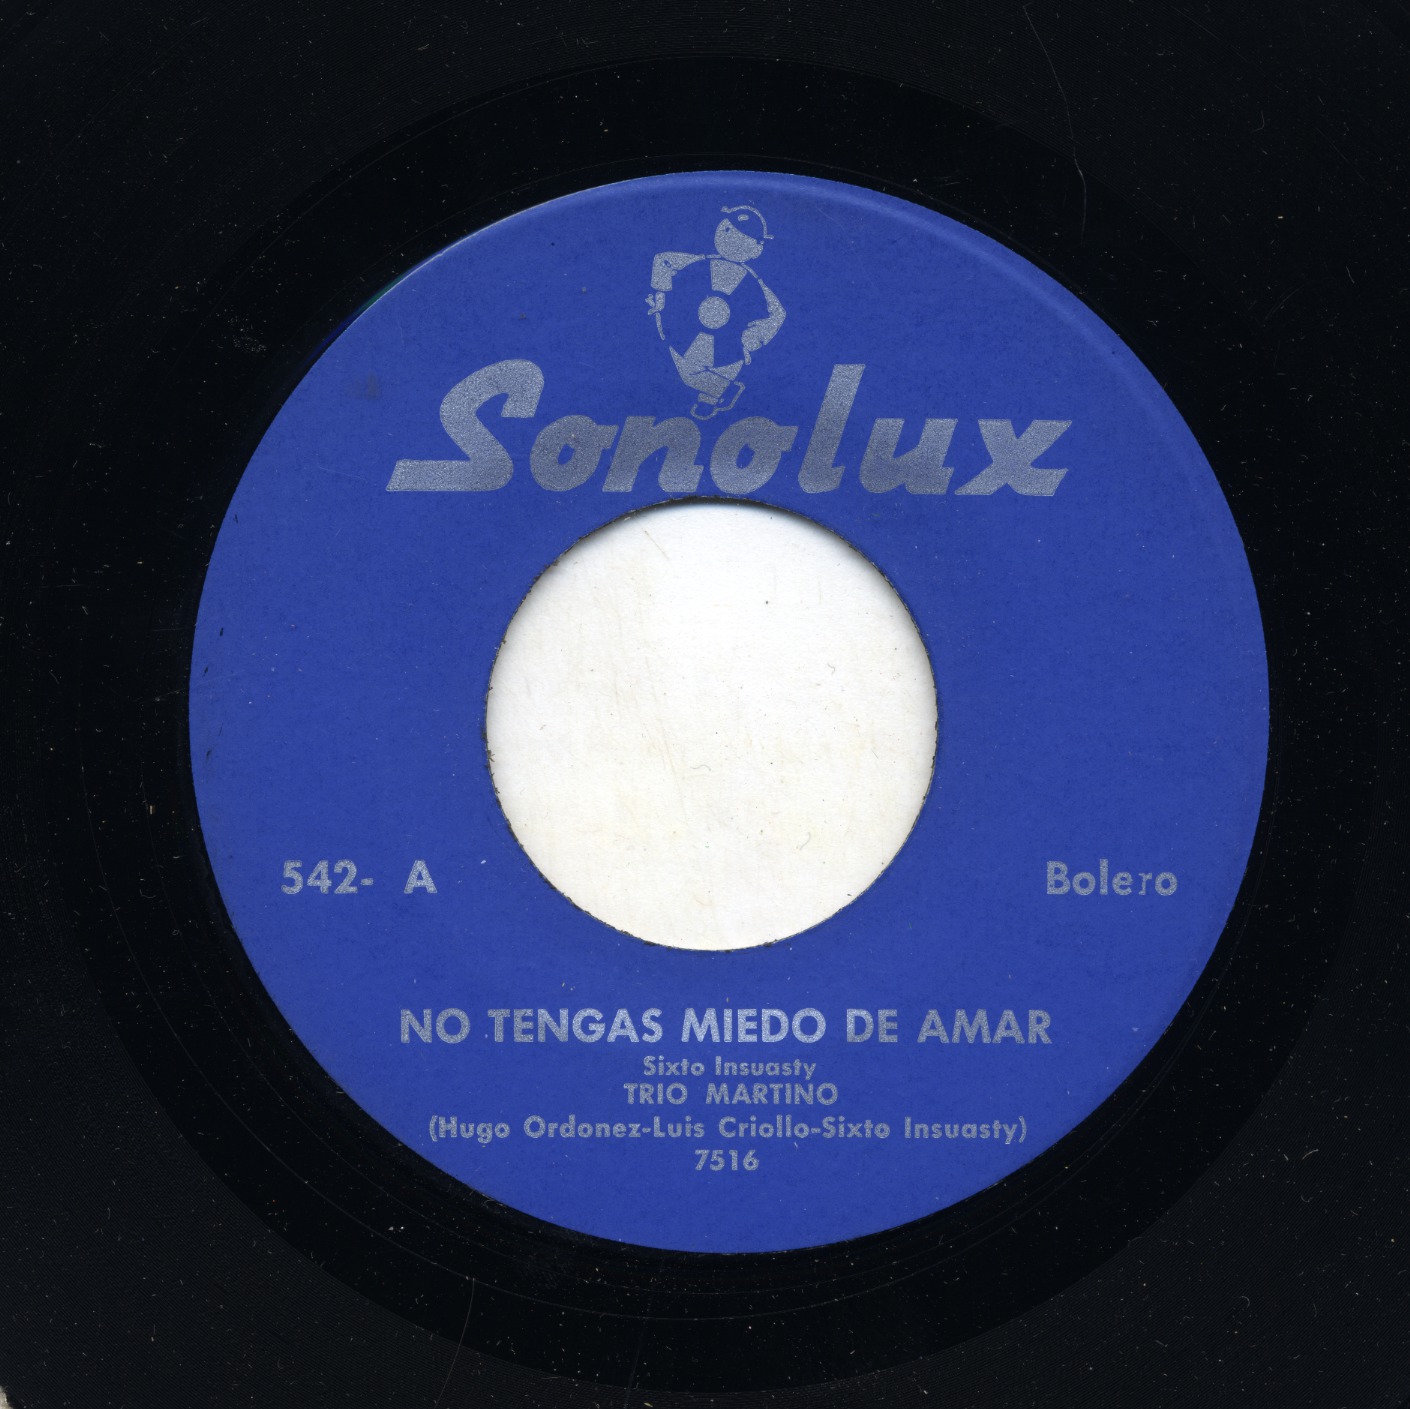 Sonolux
542- A
Bolero
NO TENGAS MIEDO DE AMAR
Sixto Insuasty
TRIO MARTINO
(Hugo Ordonez-Luis Criollo-Sixto Insuasty)
7516